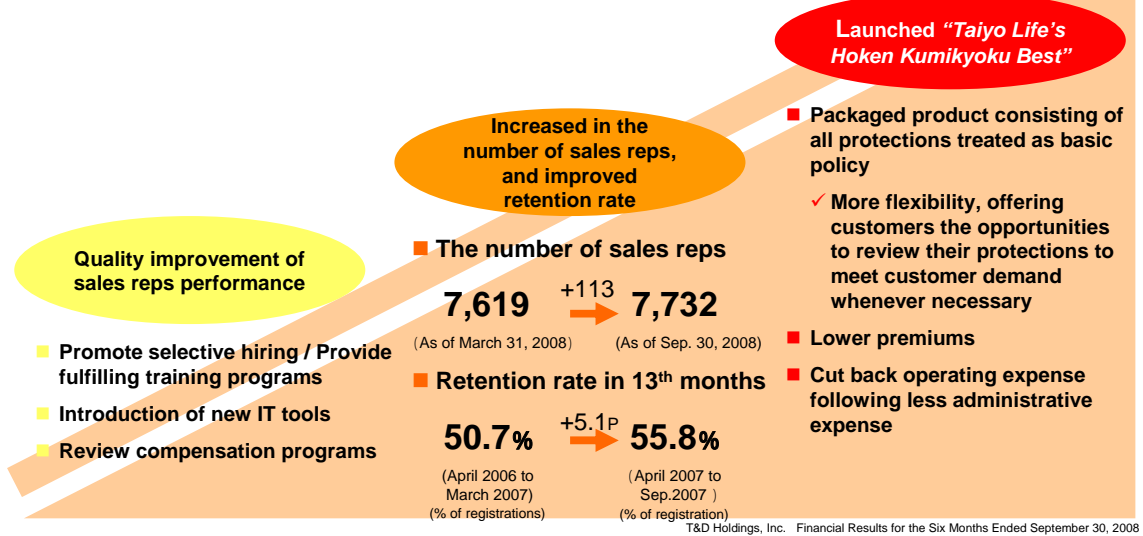 Quality improvement of
sales reps performance
■ Promote selective hiring / Provide
fulfilling training programs
■ Introduction of new IT tools
■ Review compensation programs
Increased in the
number of sales reps,
and improved
retention rate
■ The number of sales reps
7,619 +113 7,732
(As of March 31, 2008) (As of Sep. 30, 2008)
■ Retention rate in 13th months
50.7% +5.1P 55.8%
(April 2006 to
March 2007)
(% of registrations)
(April 2007 to
Sep.2007 )
(% of registration)
Launched "Taiyo Life's
Hoken Kumikyoku Best"
■ Packaged product consisting of
all protections treated as basic
policy
✓ More flexibility, offering
customers the opportunities
to review their protections to
meet customer demand
whenever necessary
■ Lower premiums
■ Cut back operating expense
following less administrative
expense
T&D Holdings, Inc. Financial Results for the Six Months Ended September 30, 2008